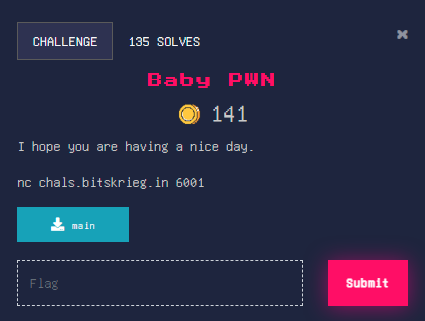 CHALLENGE 135 SOLVES
Baby PWN
141
I hope you are having a nice day.
nc chals.bitskrieg.in 6001
main
Flag Submit